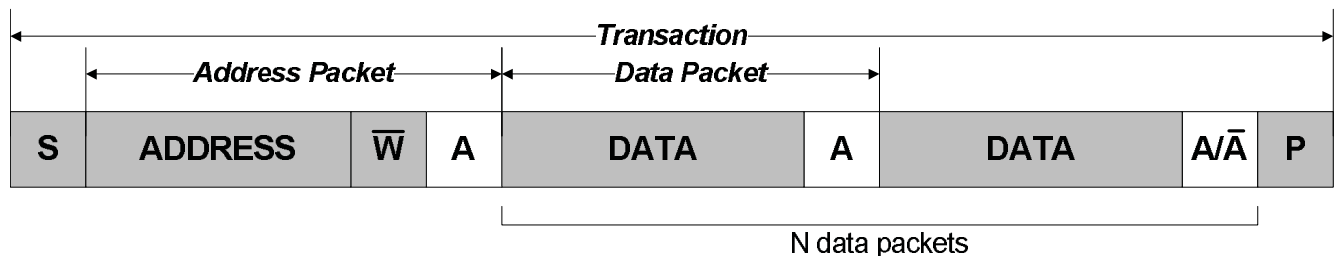 Transaction
Address Packet Data Packet
S ADDRESS W̅ A DATA A DATA A/A̅ P
N data packets